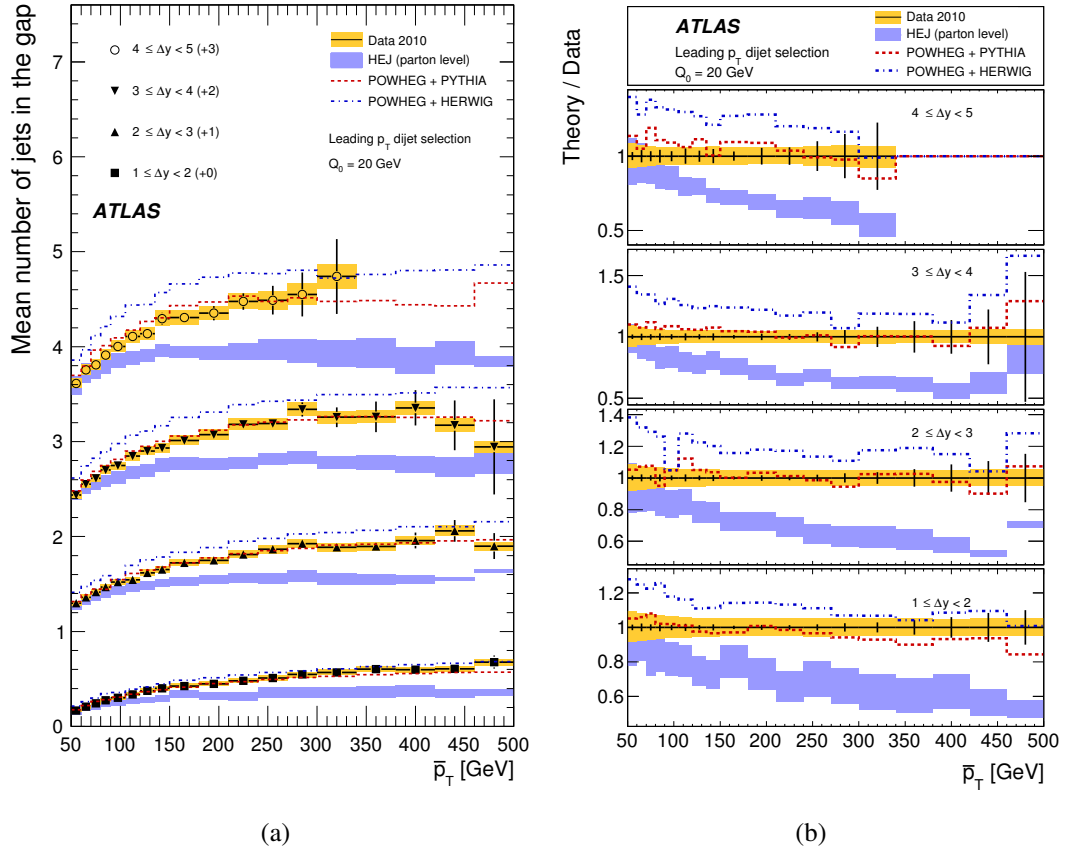 Mean number of jets in the gap
7
6
5
4
3
2
1
0
4 ≤ Δy < 5 (+3)
3 ≤ Δy < 4 (+2)
2 ≤ Δy < 3 (+1)
1 ≤ Δy < 2 (+0)
Data 2010
HEJ (parton level)
POWHEG + PYTHIA
POWHEG + HERWIG
Leading p_T dijet selection
Q_0 = 20 GeV
ATLAS
50 100 150 200 250 300 350 400 450 500
p̅_T [GeV]
(a)
Theory / Data
ATLAS
Leading p_T dijet selection
Q_0 = 20 GeV
Data 2010
HEJ (parton level)
POWHEG + PYTHIA
POWHEG + HERWIG
4 ≤ Δy < 5
1
0.5
3 ≤ Δy < 4
1.5
1
0.5
2 ≤ Δy < 3
1.4
1.2
1
0.8
0.6
1 ≤ Δy < 2
1.2
1
0.8
0.6
50 100 150 200 250 300 350 400 450 500
p̅_T [GeV]
(b)